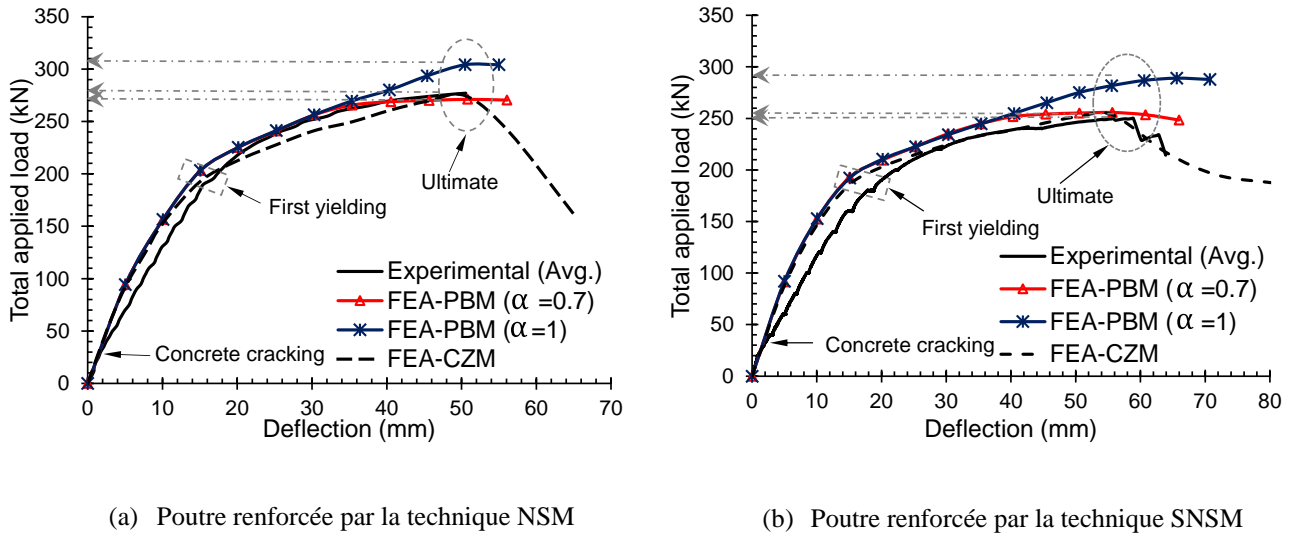 Total applied load (kN)
350
300
250
200
150
100
50
0
0 10 20 30 40 50 60 70
Deflection (mm)
Ultimate
First yielding
Concrete cracking
Experimental (Avg.)
FEA-PBM (α =0.7)
FEA-PBM (α=1)
FEA-CZM
(a) Poutre renforcée par la technique NSM
Total applied load (kN)
350
300
250
200
150
100
50
0
0 10 20 30 40 50 60 70 80
Deflection (mm)
Ultimate
First yielding
Concrete cracking
Experimental (Avg.)
FEA-PBM (α =0.7)
FEA-PBM (α=1)
FEA-CZM
(b) Poutre renforcée par la technique SNSM